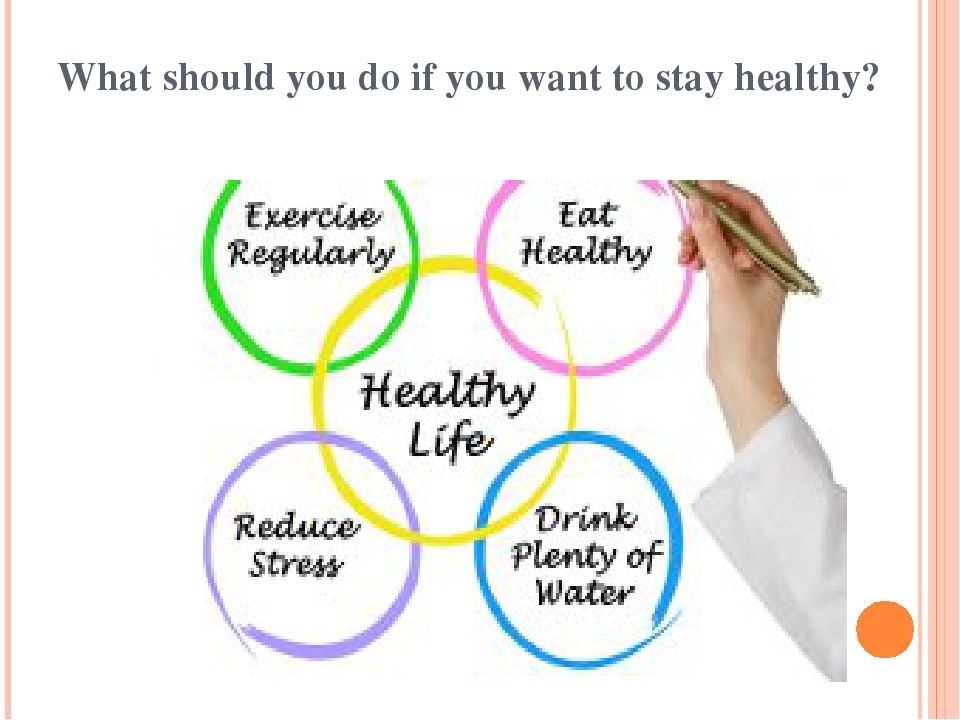 What should you do if you want to stay healthy?
Exercise
Regularly
Eat
Healthy
Healthy
Life
Reduce
Stress
Drink
Plenty of
Water